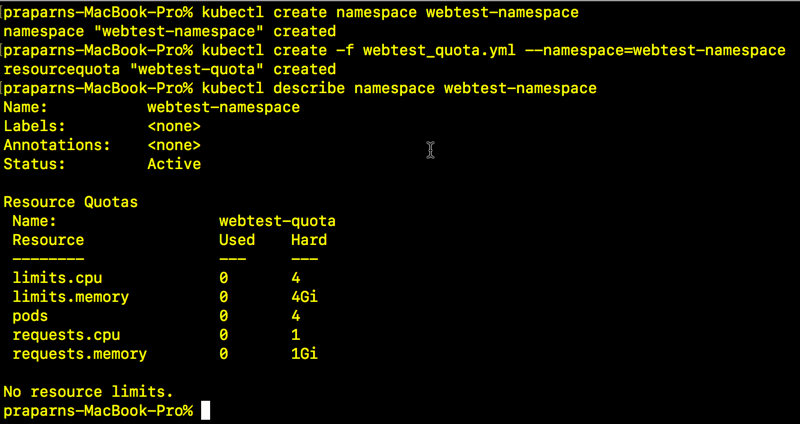 praparns-MacBook-Pro% kubectl create namespace webtest-namespace
namespace "webtest-namespace" created
praparns-MacBook-Pro% kubectl create -f webtest_quota.yml --namespace=webtest-namespace
resourcequota "webtest-quota" created
praparns-MacBook-Pro% kubectl describe namespace webtest-namespace
Name:         webtest-namespace
Labels:       <none>
Annotations:  <none>
Status:       Active
Resource Quotas
 Name:            webtest-quota
 Resource         Used  Hard
 --------         ---   ---
 limits.cpu       0     4
 limits.memory    0     4Gi
 pods             0     4
 requests.cpu     0     1
 requests.memory  0     1Gi
No resource limits.
praparns-MacBook-Pro%